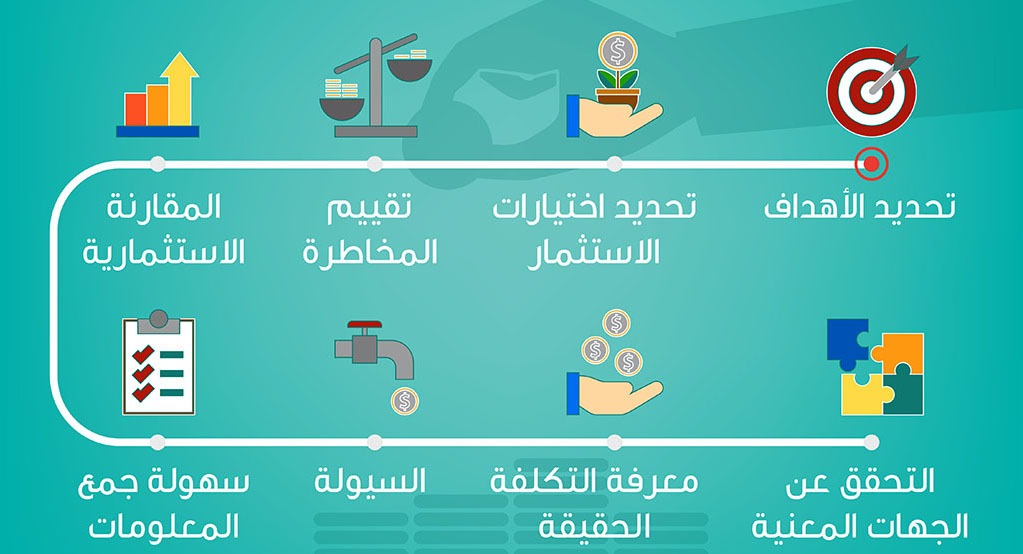 تحديد الأهداف
تحديد اختيارات
الاستثمار
تقييم
المخاطرة
المقارنة
الاستثمارية
سهولة جمع
المعلومات
السيولة
معرفة التكلفة
الحقيقة
التحقق عن
الجهات المعنية